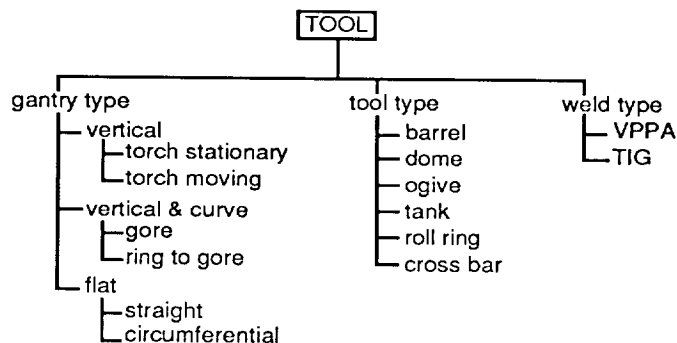 TOOL
gantry type
vertical
torch stationary
torch moving
vertical & curve
gore
ring to gore
flat
straight
circumferential
tool type
barrel
dome
ogive
tank
roll ring
cross bar
weld type
VPPA
TIG